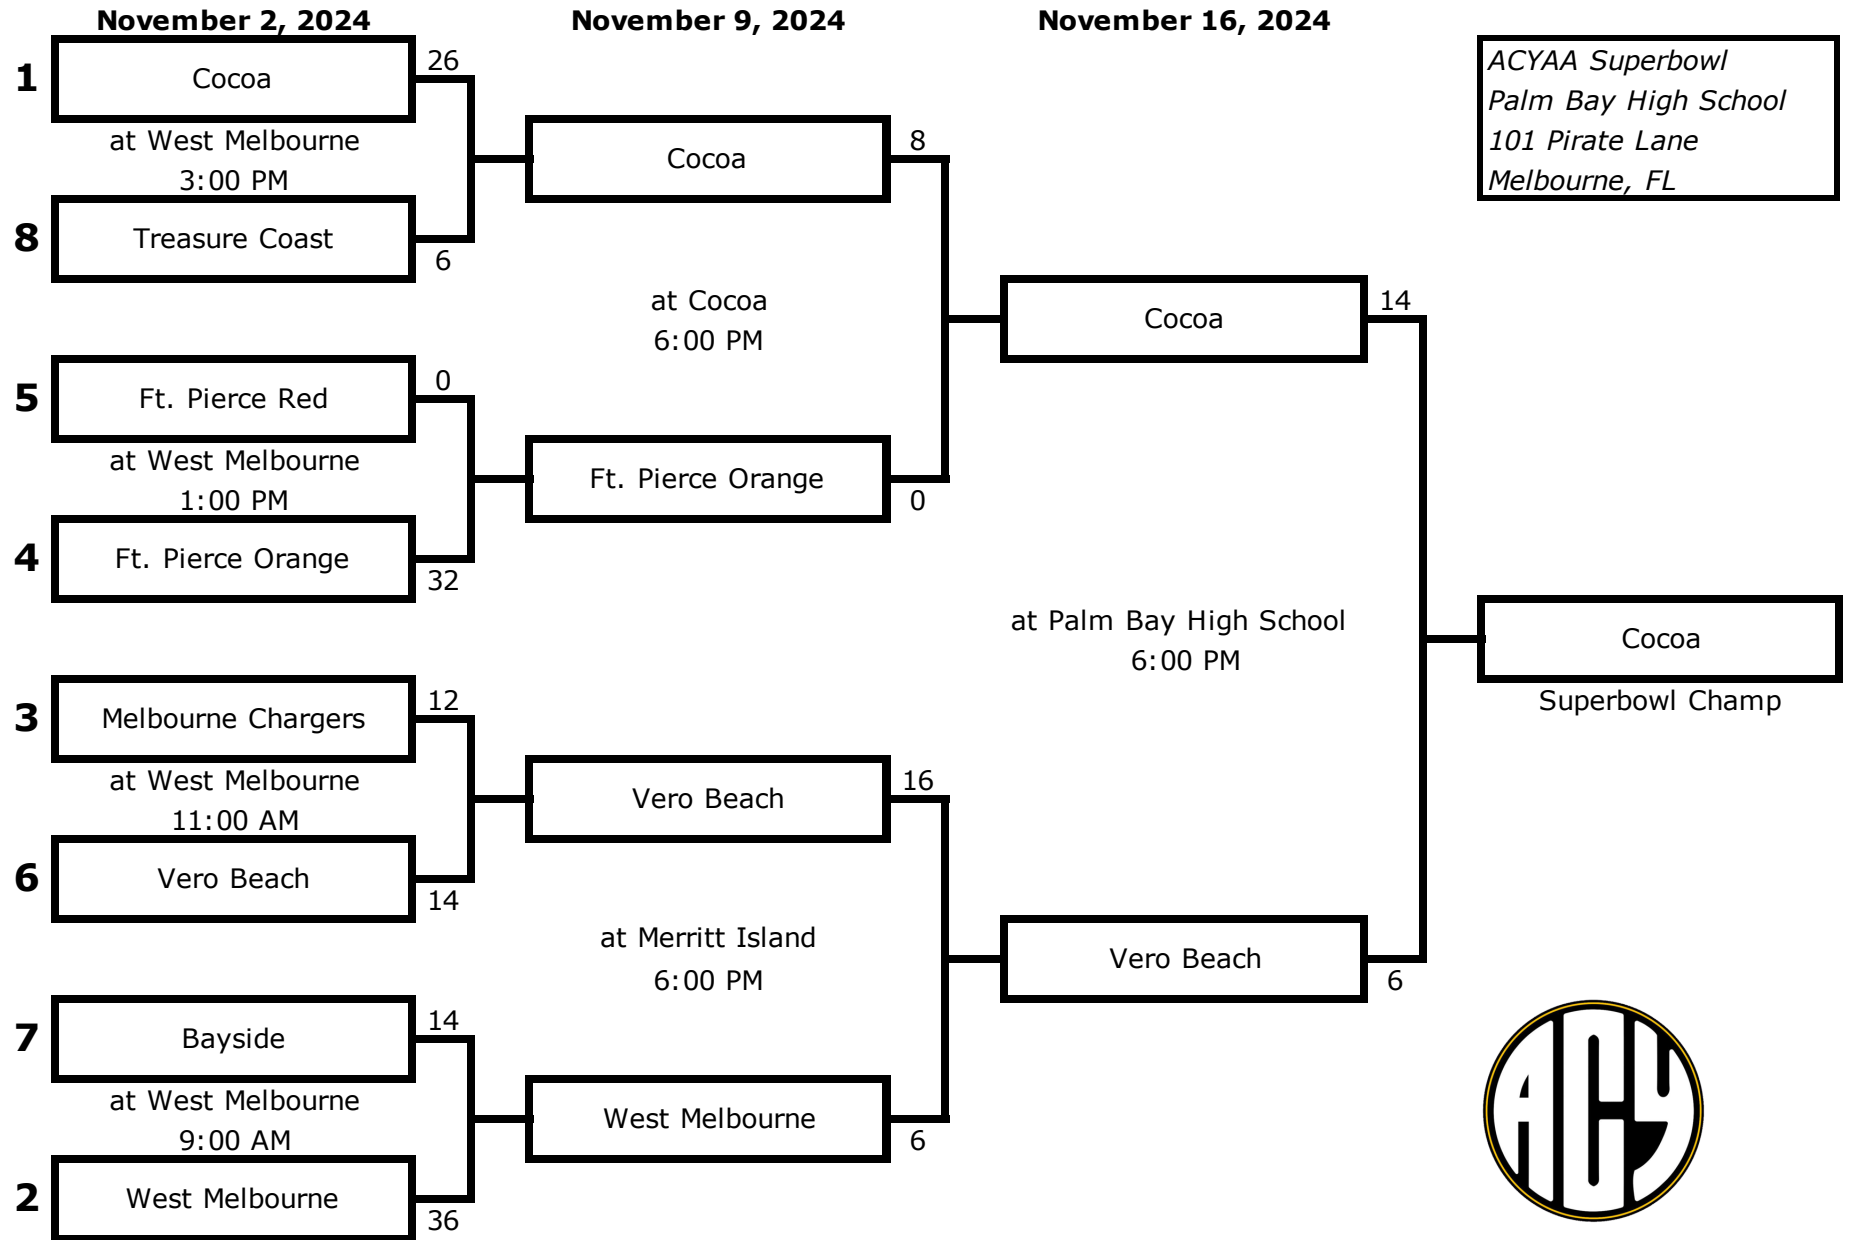 November 2, 2024
November 9, 2024
November 16, 2024
ACYAA Superbowl
Palm Bay High School
101 Pirate Lane
Melbourne, FL
1
Cocoa
26
at West Melbourne
3:00 PM
8
Treasure Coast
6
5
Ft. Pierce Red
0
at West Melbourne
1:00 PM
4
Ft. Pierce Orange
32
3
Melbourne Chargers
12
at West Melbourne
11:00 AM
6
Vero Beach
14
7
Bayside
14
at West Melbourne
9:00 AM
2
West Melbourne
36
Cocoa
8
at Cocoa
6:00 PM
Ft. Pierce Orange
0
Vero Beach
16
at Merritt Island
6:00 PM
West Melbourne
6
Cocoa
14
at Palm Bay High School
6:00 PM
Vero Beach
6
Cocoa
Superbowl Champ
ACY